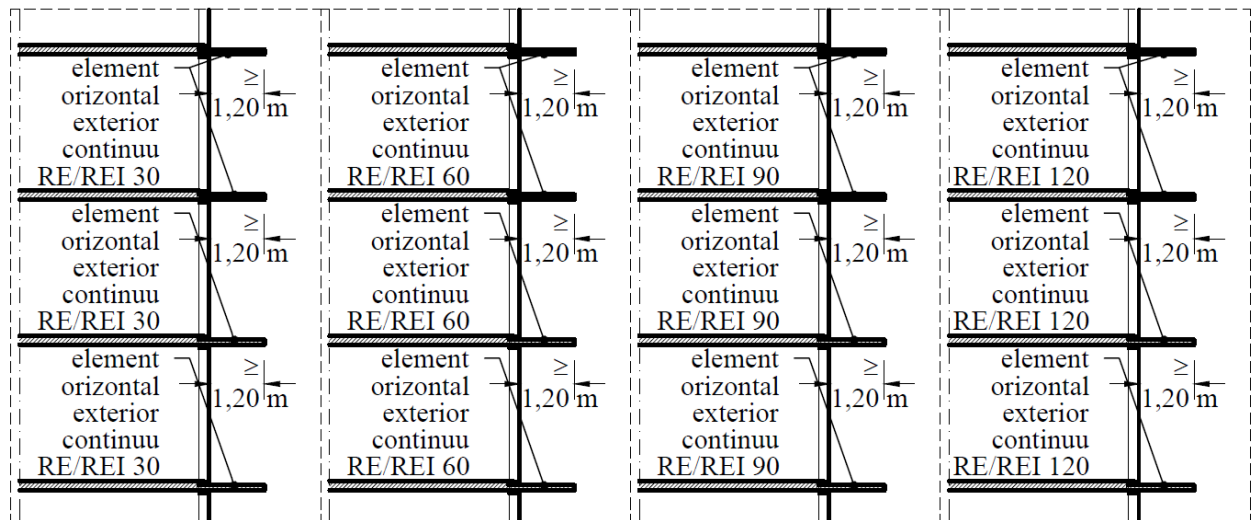 element
orizontal
exterior
continuu
RE/REI 30
≥
1,20 m
element
orizontal
exterior
continuu
RE/REI 60
≥
1,20 m
element
orizontal
exterior
continuu
RE/REI 90
≥
1,20 m
element
orizontal
exterior
continuu
RE/REI 120
≥
1,20 m
element
orizontal
exterior
continuu
RE/REI 30
≥
1,20 m
element
orizontal
exterior
continuu
RE/REI 60
≥
1,20 m
element
orizontal
exterior
continuu
RE/REI 90
≥
1,20 m
element
orizontal
exterior
continuu
RE/REI 120
≥
1,20 m
element
orizontal
exterior
continuu
RE/REI 30
≥
1,20 m
element
orizontal
exterior
continuu
RE/REI 60
≥
1,20 m
element
orizontal
exterior
continuu
RE/REI 90
≥
1,20 m
element
orizontal
exterior
continuu
RE/REI 120
≥
1,20 m